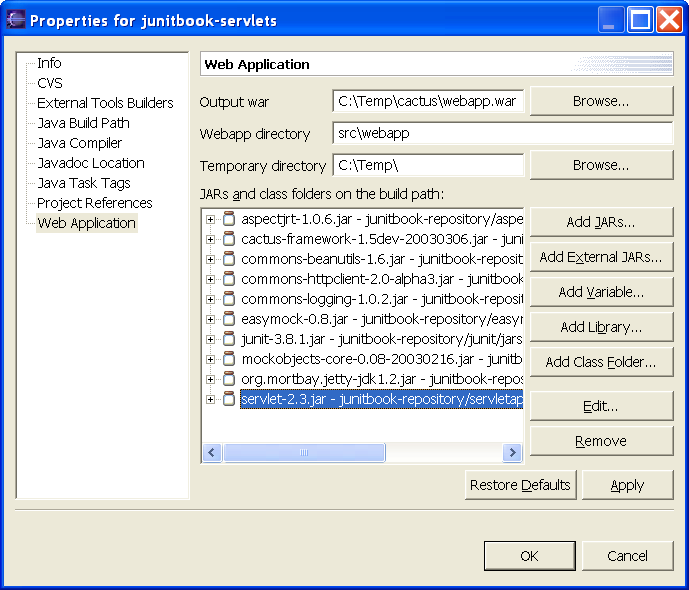 Properties for junitbook-servlets
Info
CVS
External Tools Builders
Java Build Path
Java Compiler
Javadoc Location
Java Task Tags
Project References
Web Application
Web Application
Output war C:\Temp\cactus\webapp.war Browse...
Webapp directory src\webapp
Temporary directory C:\Temp\ Browse...
JARs and class folders on the build path:
aspectjrt-1.0.6.jar - junitbook-repository/aspe
cactus-framework-1.5dev-20030306.jar - juni
commons-beanutils-1.6.jar - junitbook-reposit
commons-httpclient-2.0-alpha3.jar - junitbook
commons-logging-1.0.2.jar - junitbook-reposit
easymock-0.8.jar - junitbook-repository/easyr
junit-3.8.1.jar - junitbook-repository/junit/jars
mockobjects-core-0.08-20030216.jar - junitb
org.mortbay.jetty-jdk1.2.jar - junitbook-repos
servlet-2.3.jar - junitbook-repository/servletap
Add JARs...
Add External JARs...
Add Variable...
Add Library...
Add Class Folder...
Edit...
Remove
Restore Defaults Apply
OK Cancel